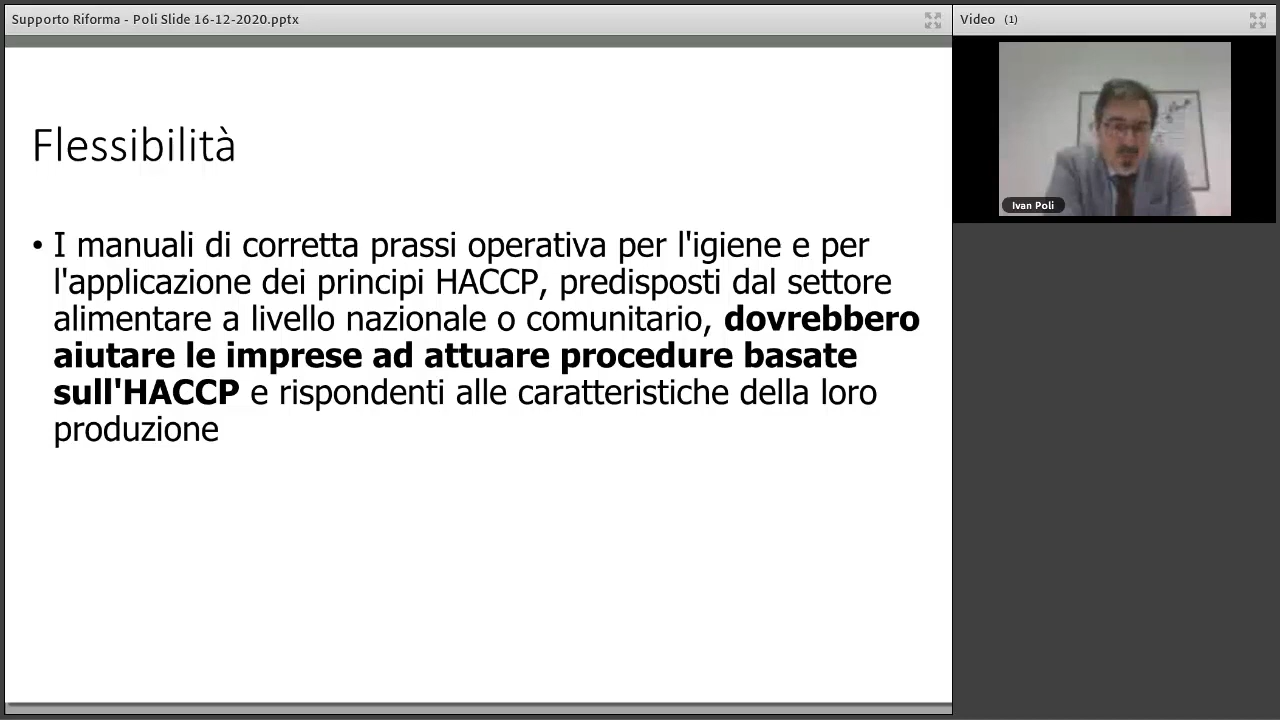 Supporto Riforma - Poli Slide 16-12-2020.pptx
Video (1)
Flessibilità
• I manuali di corretta prassi operativa per l'igiene e per
l'applicazione dei principi HACCP, predisposti dal settore
alimentare a livello nazionale o comunitario, dovrebbero
aiutare le imprese ad attuare procedure basate
sull'HACCP e rispondenti alle caratteristiche della loro
produzione
Ivan Poli